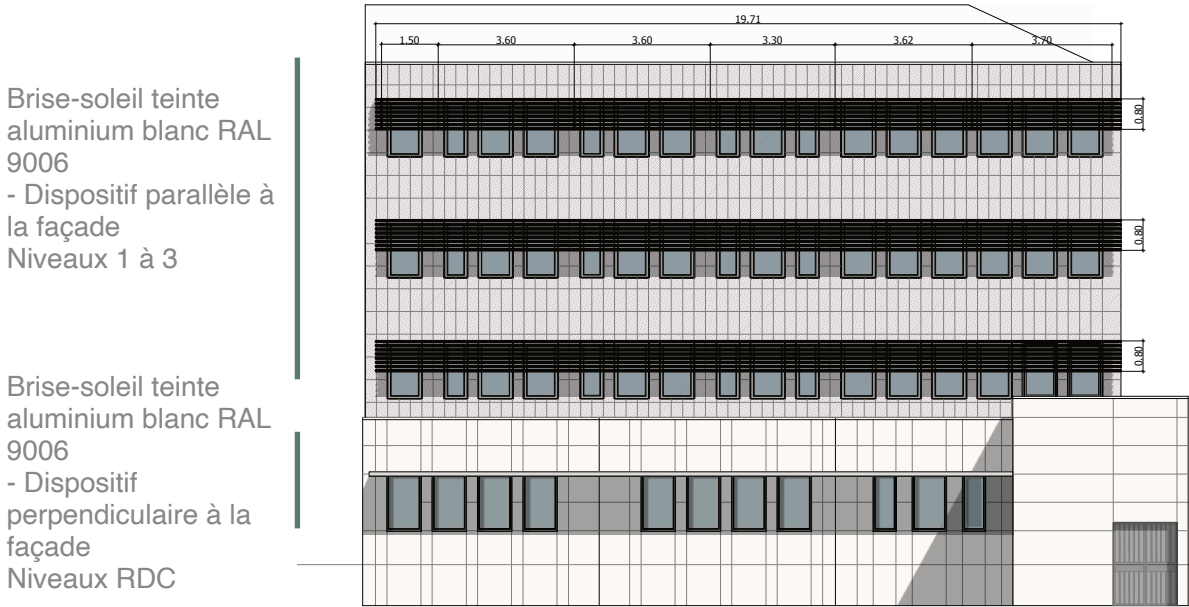 19.71
1.50 3.60 3.60 3.30 3.62 3.70
Brise-soleil teinte
aluminium blanc RAL
9006
- Dispositif parallèle à
la façade
Niveaux 1 à 3
0.80
0.80
0.80
Brise-soleil teinte
aluminium blanc RAL
9006
- Dispositif
perpendiculaire à la
façade
Niveaux RDC